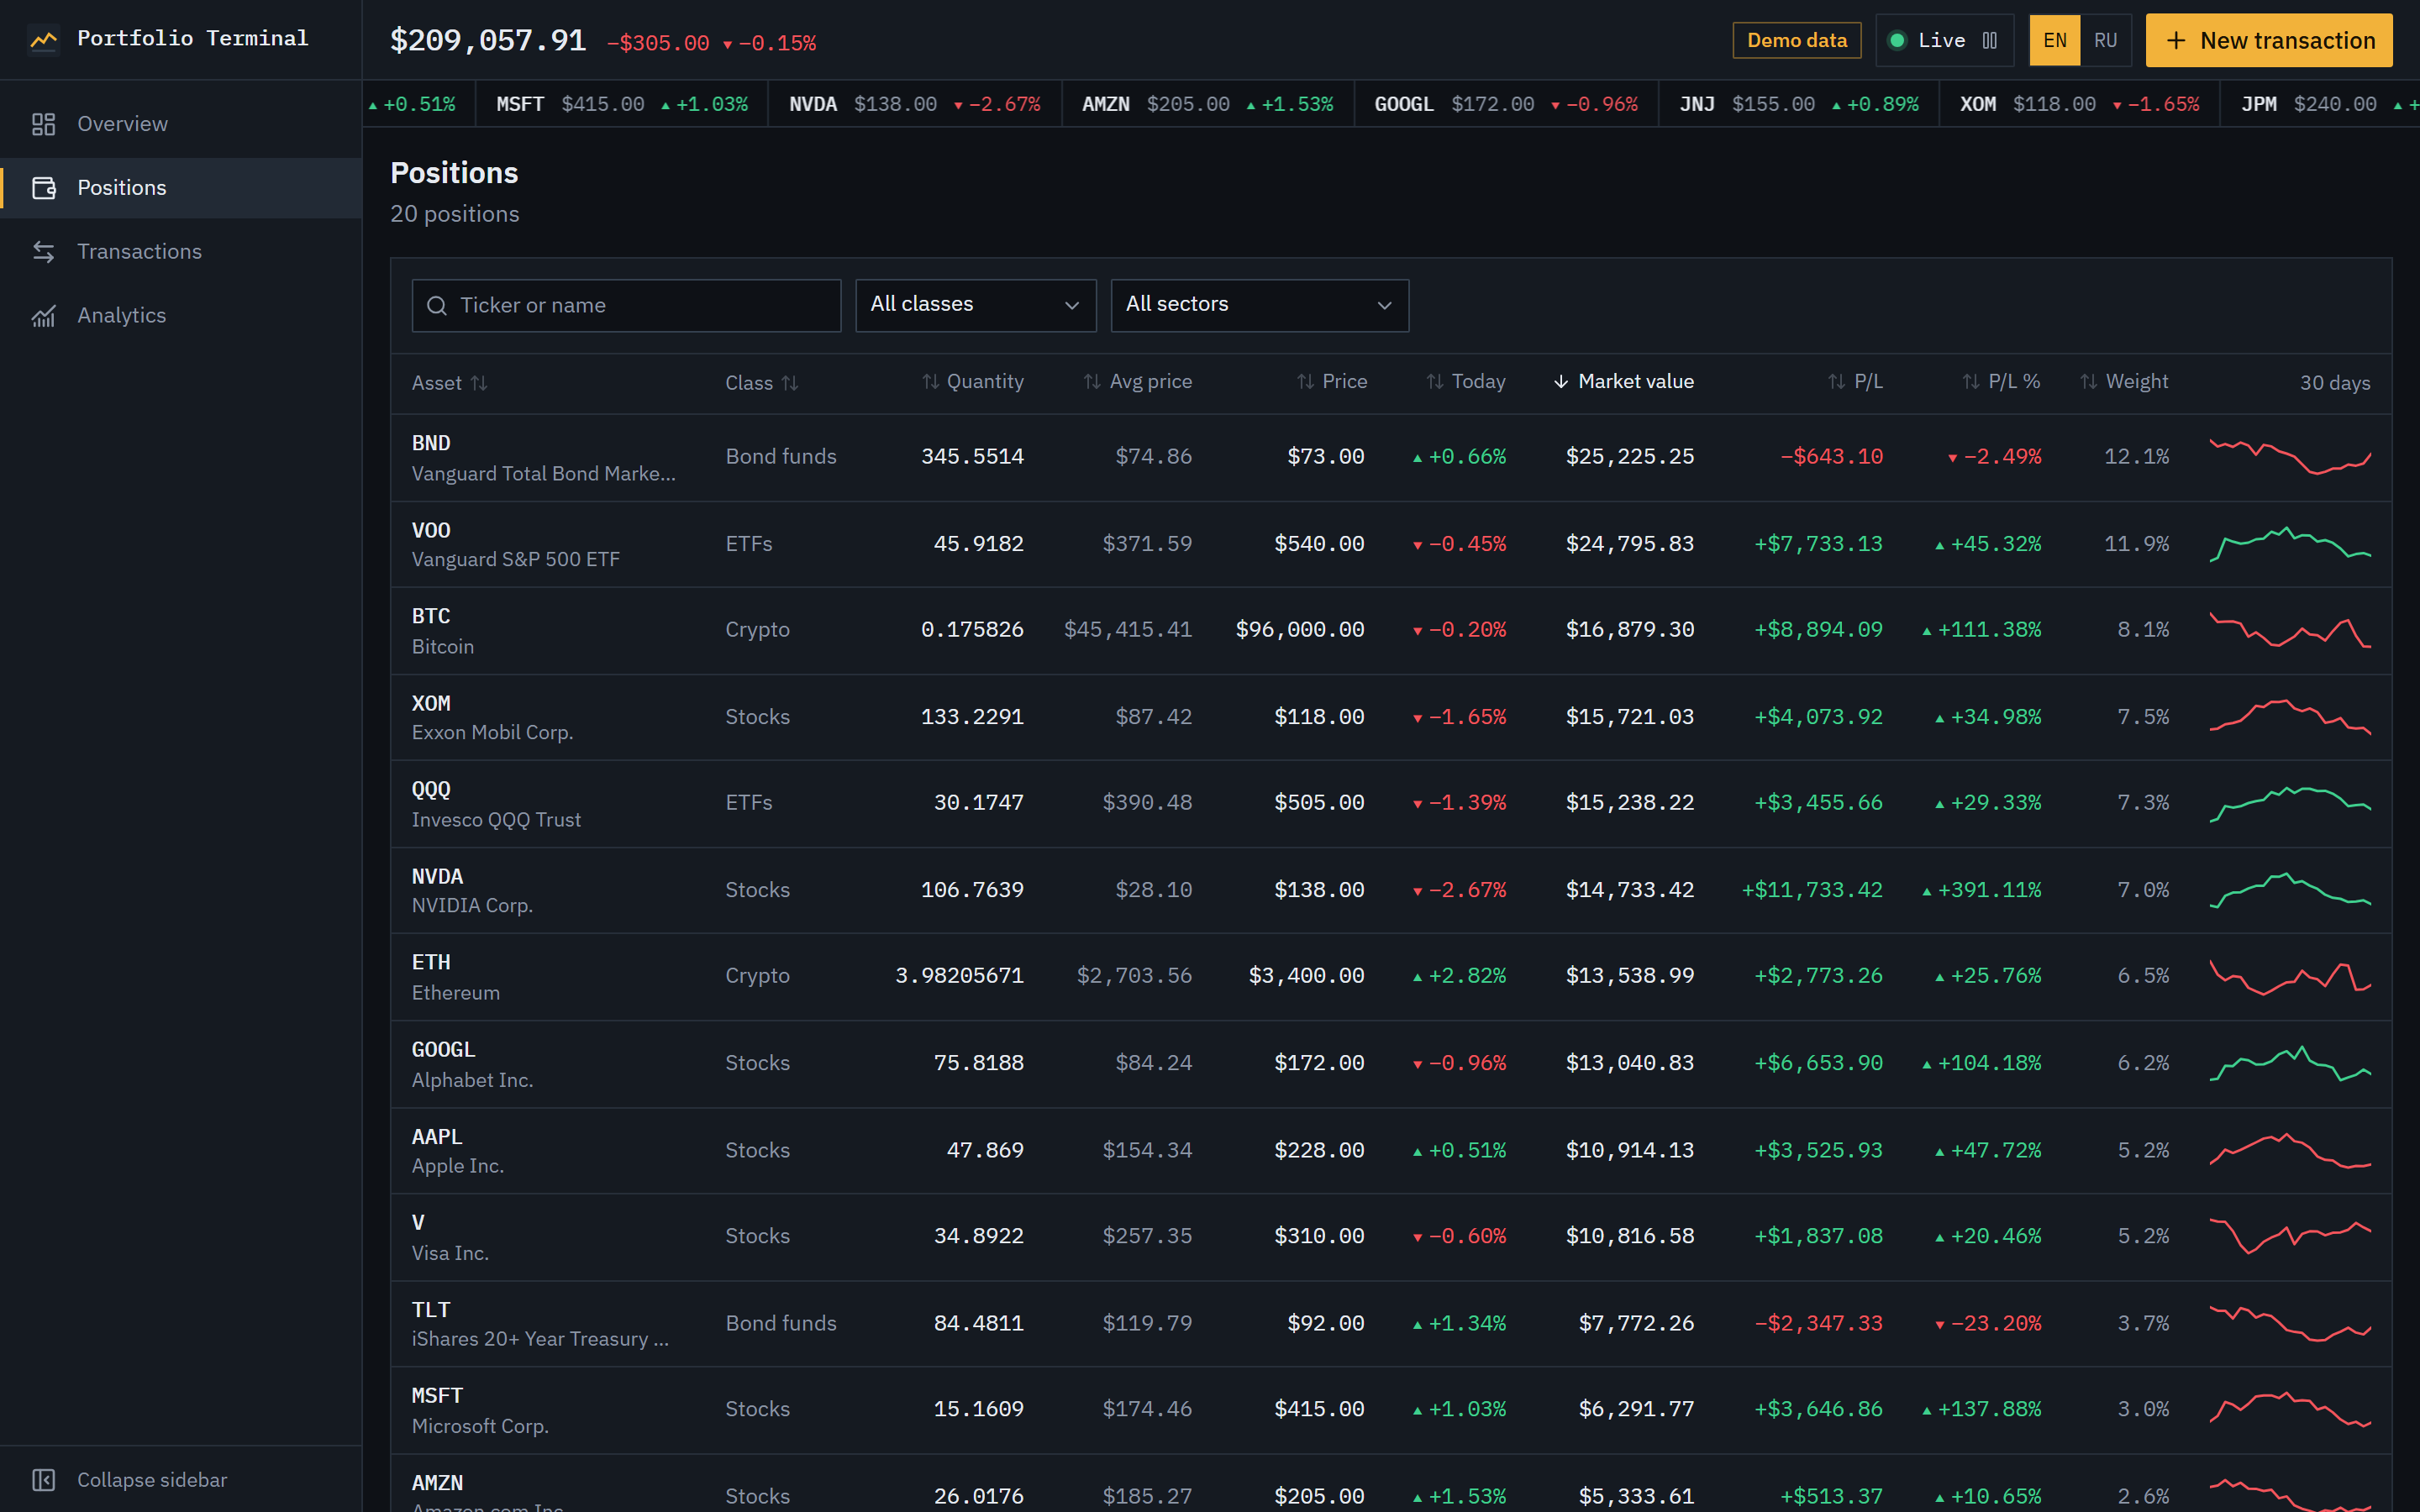 Portfolio Terminal
$209,057.91 −$305.00 ▼ −0.15%
Demo data
Live
EN RU
+ New transaction
▲ +0.51%
MSFT $415.00 ▲ +1.03%
NVDA $138.00 ▼ −2.67%
AMZN $205.00 ▲ +1.53%
GOOGL $172.00 ▼ −0.96%
JNJ $155.00 ▲ +0.89%
XOM $118.00 ▼ −1.65%
JPM $240.00 ▲ +
Overview
Positions
Transactions
Analytics
Collapse sidebar
Positions
20 positions
Ticker or name
All classes
All sectors
Asset Class Quantity Avg price Price Today Market value P/L P/L % Weight 30 days
BND
Vanguard Total Bond Marke...
Bond funds 345.5514 $74.86 $73.00 ▲ +0.66% $25,225.25 −$643.10 ▼ −2.49% 12.1%
VOO
Vanguard S&P 500 ETF
ETFs 45.9182 $371.59 $540.00 ▼ −0.45% $24,795.83 +$7,733.13 ▲ +45.32% 11.9%
BTC
Bitcoin
Crypto 0.175826 $45,415.41 $96,000.00 ▼ −0.20% $16,879.30 +$8,894.09 ▲ +111.38% 8.1%
XOM
Exxon Mobil Corp.
Stocks 133.2291 $87.42 $118.00 ▼ −1.65% $15,721.03 +$4,073.92 ▲ +34.98% 7.5%
QQQ
Invesco QQQ Trust
ETFs 30.1747 $390.48 $505.00 ▼ −1.39% $15,238.22 +$3,455.66 ▲ +29.33% 7.3%
NVDA
NVIDIA Corp.
Stocks 106.7639 $28.10 $138.00 ▼ −2.67% $14,733.42 +$11,733.42 ▲ +391.11% 7.0%
ETH
Ethereum
Crypto 3.98205671 $2,703.56 $3,400.00 ▲ +2.82% $13,538.99 +$2,773.26 ▲ +25.76% 6.5%
GOOGL
Alphabet Inc.
Stocks 75.8188 $84.24 $172.00 ▼ −0.96% $13,040.83 +$6,653.90 ▲ +104.18% 6.2%
AAPL
Apple Inc.
Stocks 47.869 $154.34 $228.00 ▲ +0.51% $10,914.13 +$3,525.93 ▲ +47.72% 5.2%
V
Visa Inc.
Stocks 34.8922 $257.35 $310.00 ▼ −0.60% $10,816.58 +$1,837.08 ▲ +20.46% 5.2%
TLT
iShares 20+ Year Treasury ...
Bond funds 84.4811 $119.79 $92.00 ▲ +1.34% $7,772.26 −$2,347.33 ▼ −23.20% 3.7%
MSFT
Microsoft Corp.
Stocks 15.1609 $174.46 $415.00 ▲ +1.03% $6,291.77 +$3,646.86 ▲ +137.88% 3.0%
AMZN
Amazon.com Inc.
Stocks 26.0176 $185.27 $205.00 ▲ +1.53% $5,333.61 +$513.37 ▲ +10.65% 2.6%